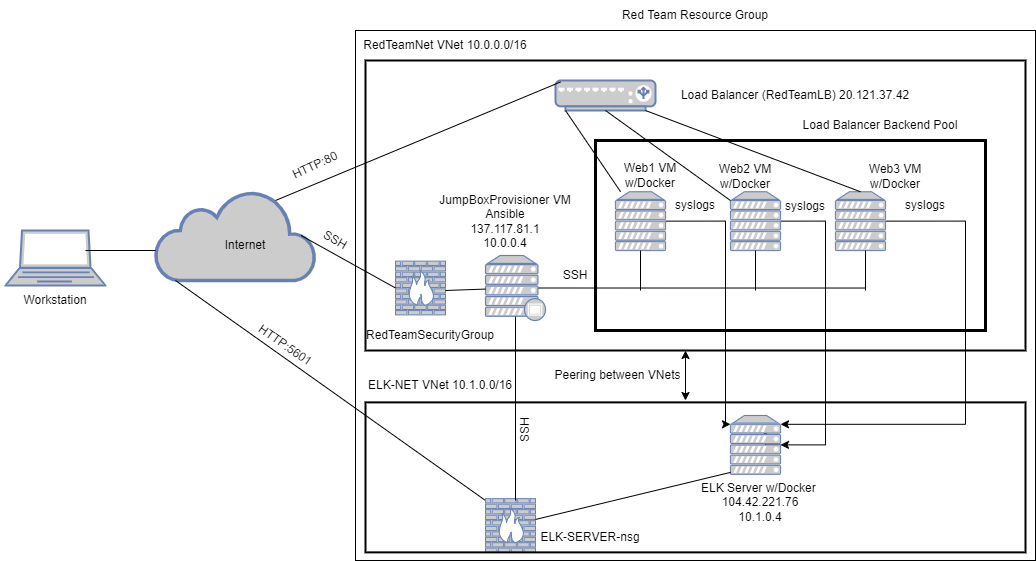 Red Team Resource Group
RedTeamNet VNet 10.0.0.0/16
Load Balancer (RedTeamLB) 20.121.37.42
Load Balancer Backend Pool
HTTP:80
Web1 VM
w/Docker
Web2 VM
w/Docker
Web3 VM
w/Docker
syslogs
syslogs
syslogs
JumpBoxProvisioner VM
Ansible
137.117.81.1
10.0.0.4
Internet
SSH
SSH
Workstation
RedTeamSecurityGroup
HTTP:5601
Peering between VNets
ELK-NET VNet 10.1.0.0/16
SSH
ELK Server w/Docker
104.42.221.76
10.1.0.4
ELK-SERVER-nsg